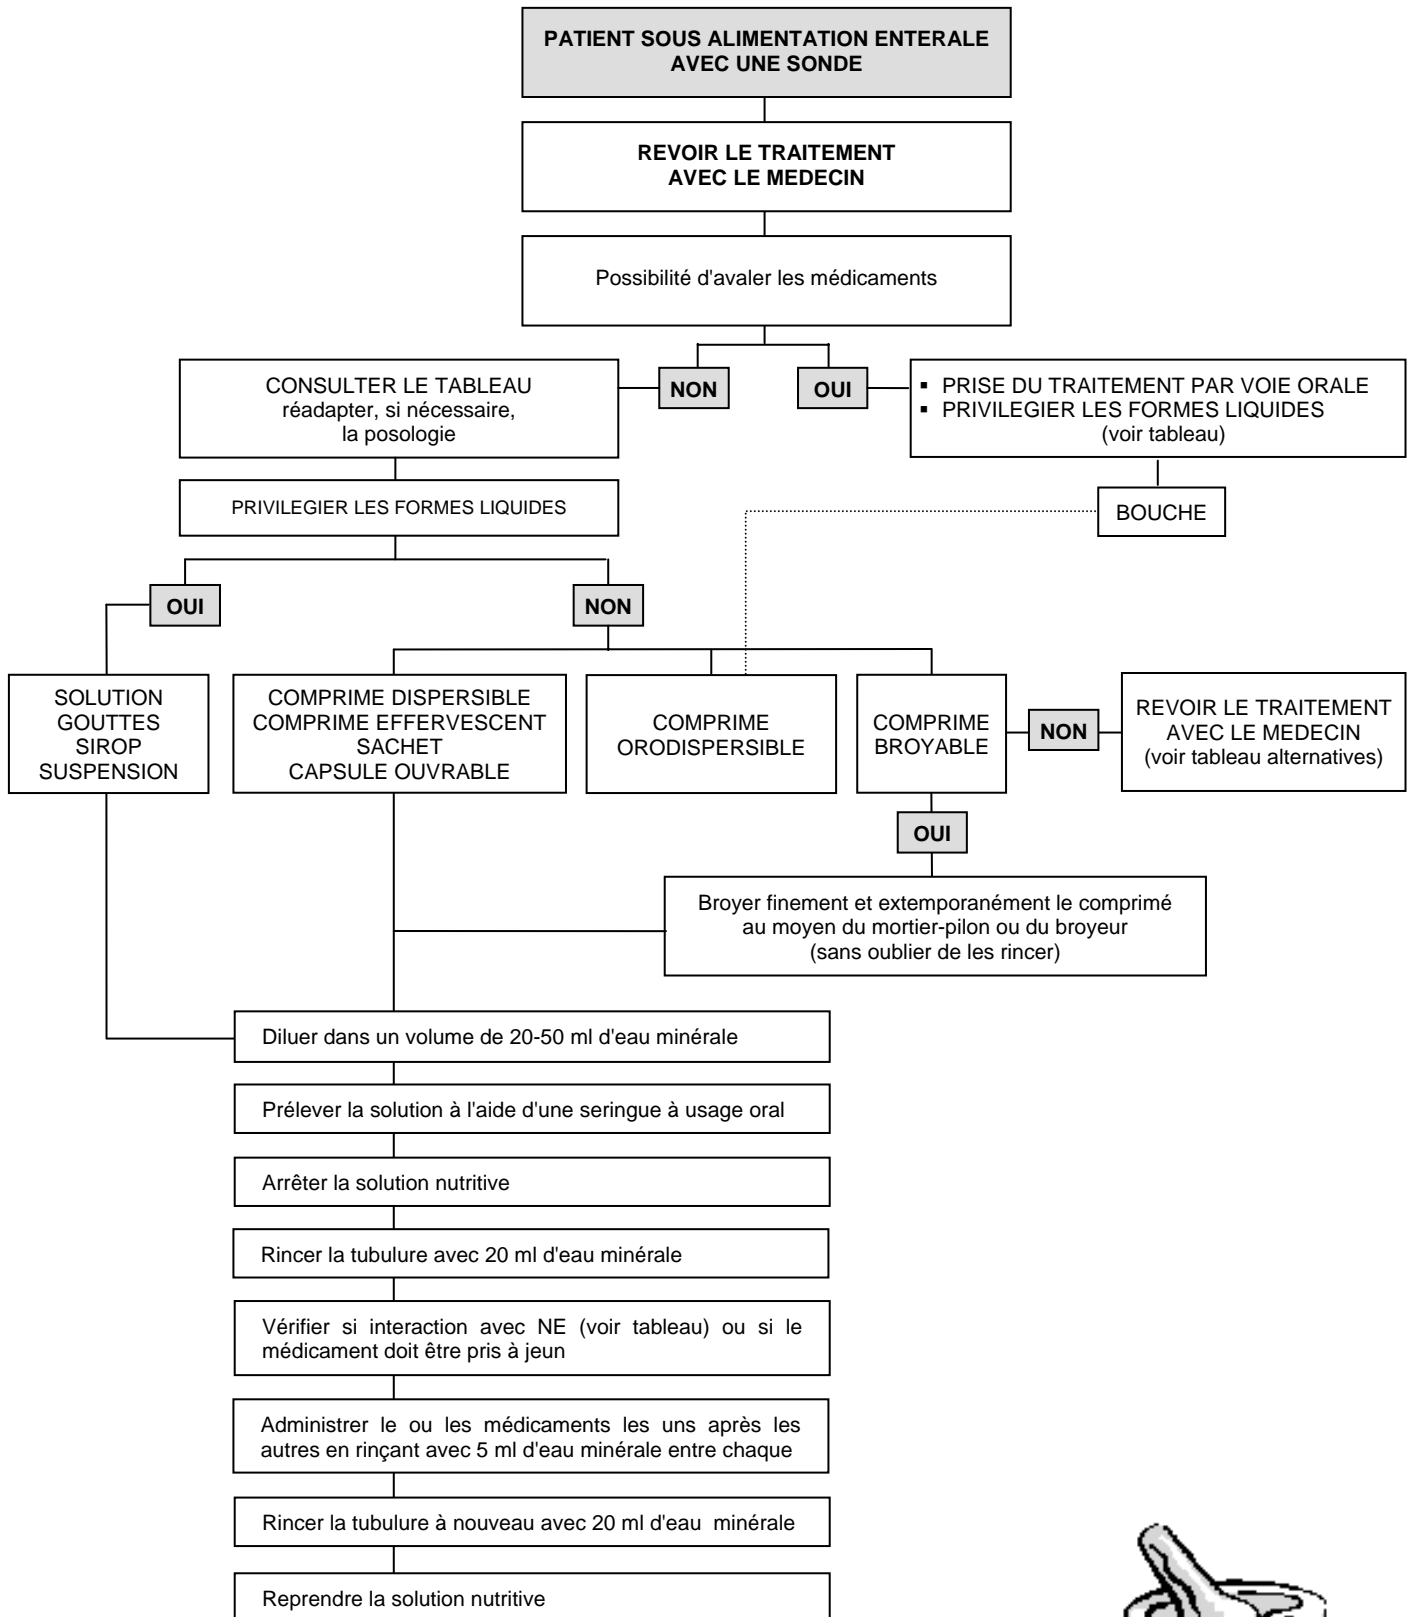 PATIENT SOUS ALIMENTATION ENTERALE
AVEC UNE SONDE
REVOIR LE TRAITEMENT
AVEC LE MEDECIN
Possibilité d'avaler les médicaments
CONSULTER LE TABLEAU
réadapter, si nécessaire,
la posologie
NON
OUI
▪ PRISE DU TRAITEMENT PAR VOIE ORALE
▪ PRIVILEGIER LES FORMES LIQUIDES
(voir tableau)
PRIVILEGIER LES FORMES LIQUIDES
BOUCHE
OUI
NON
SOLUTION
GOUTTES
SIROP
SUSPENSION
COMPRIME DISPERSIBLE
COMPRIME EFFERVESCENT
SACHET
CAPSULE OUVRABLE
COMPRIME
ORODISPERSIBLE
COMPRIME
BROYABLE
NON
REVOIR LE TRAITEMENT
AVEC LE MEDECIN
(voir tableau alternatives)
OUI
Broyer finement et extemporanément le comprimé
au moyen du mortier-pilon ou du broyeur
(sans oublier de les rincer)
Diluer dans un volume de 20-50 ml d'eau minérale
Prélever la solution à l'aide d'une seringue à usage oral
Arrêter la solution nutritive
Rincer la tubulure avec 20 ml d'eau minérale
Vérifier si interaction avec NE (voir tableau) ou si le
médicament doit être pris à jeun
Administrer le ou les médicaments les uns après les
autres en rinçant avec 5 ml d'eau minérale entre chaque
Rincer la tubulure à nouveau avec 20 ml d'eau minérale
Reprendre la solution nutritive